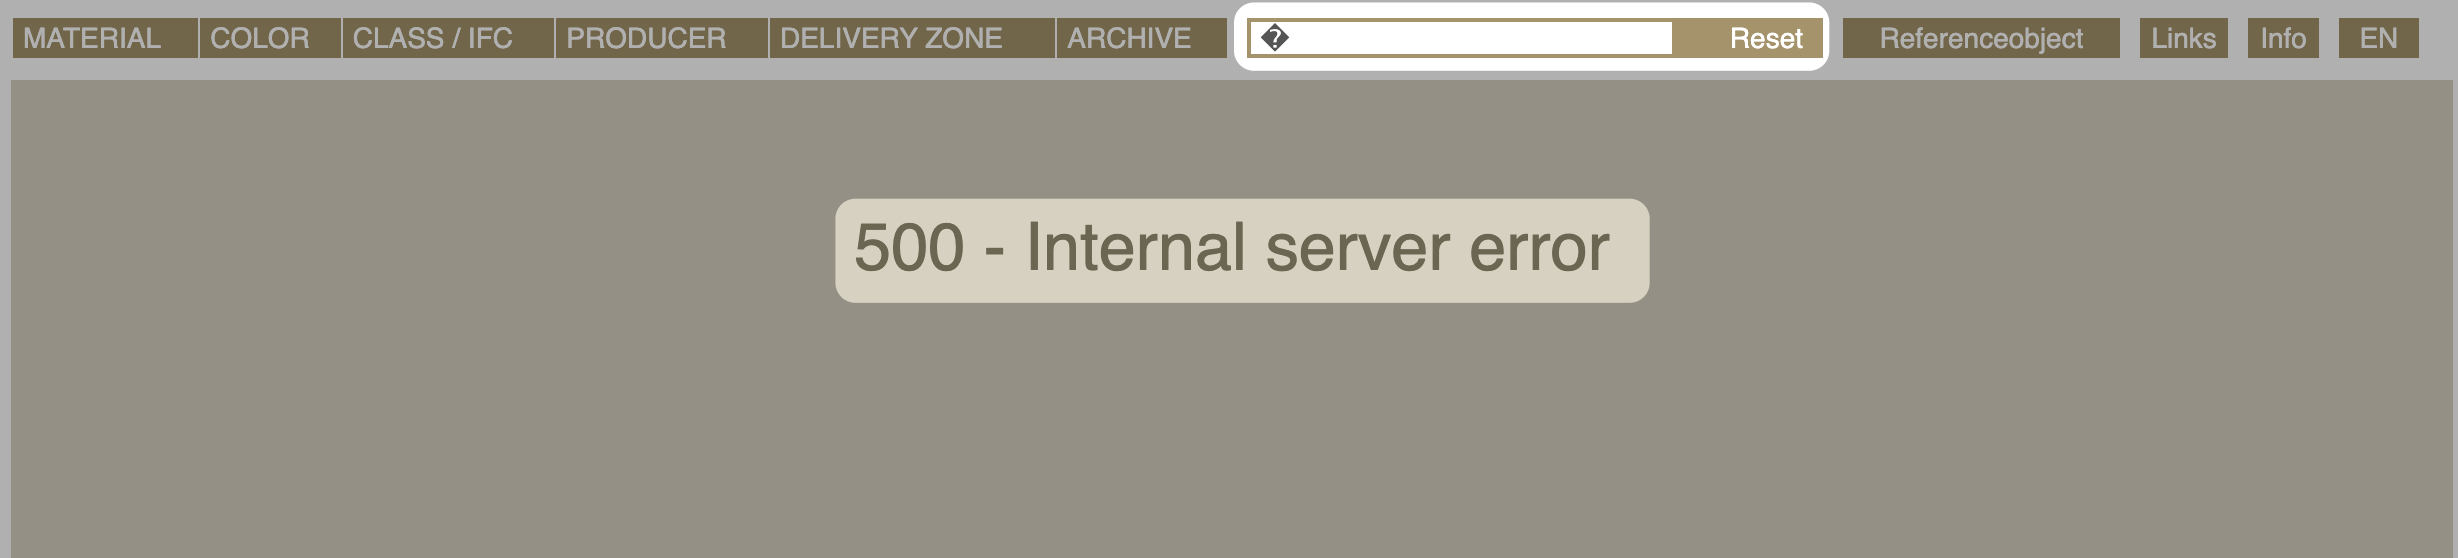 MATERIAL COLOR CLASS / IFC PRODUCER DELIVERY ZONE ARCHIVE � Reset Referenceobject Links Info EN
500 - Internal server error